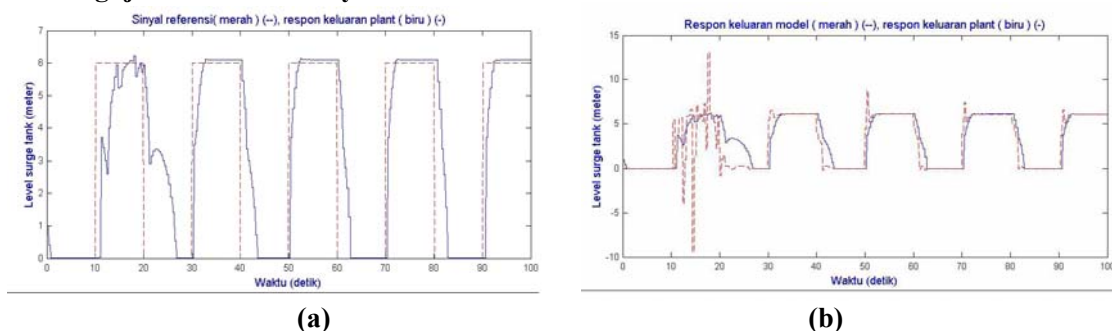 Sinyal referensi( merah ) (--), respon keluaran plant ( biru ) (-)
Level surge tank (meter)
7
6
5
4
3
2
1
0
0 10 20 30 40 50 60 70 80 90 100
Waktu (detik)
(a)
Respon keluaran model ( merah ) (--), respon keluaran plant ( biru ) (-)
Level surge tank (meter)
15
10
5
0
-5
-10
0 10 20 30 40 50 60 70 80 90 100
Waktu (detik)
(b)